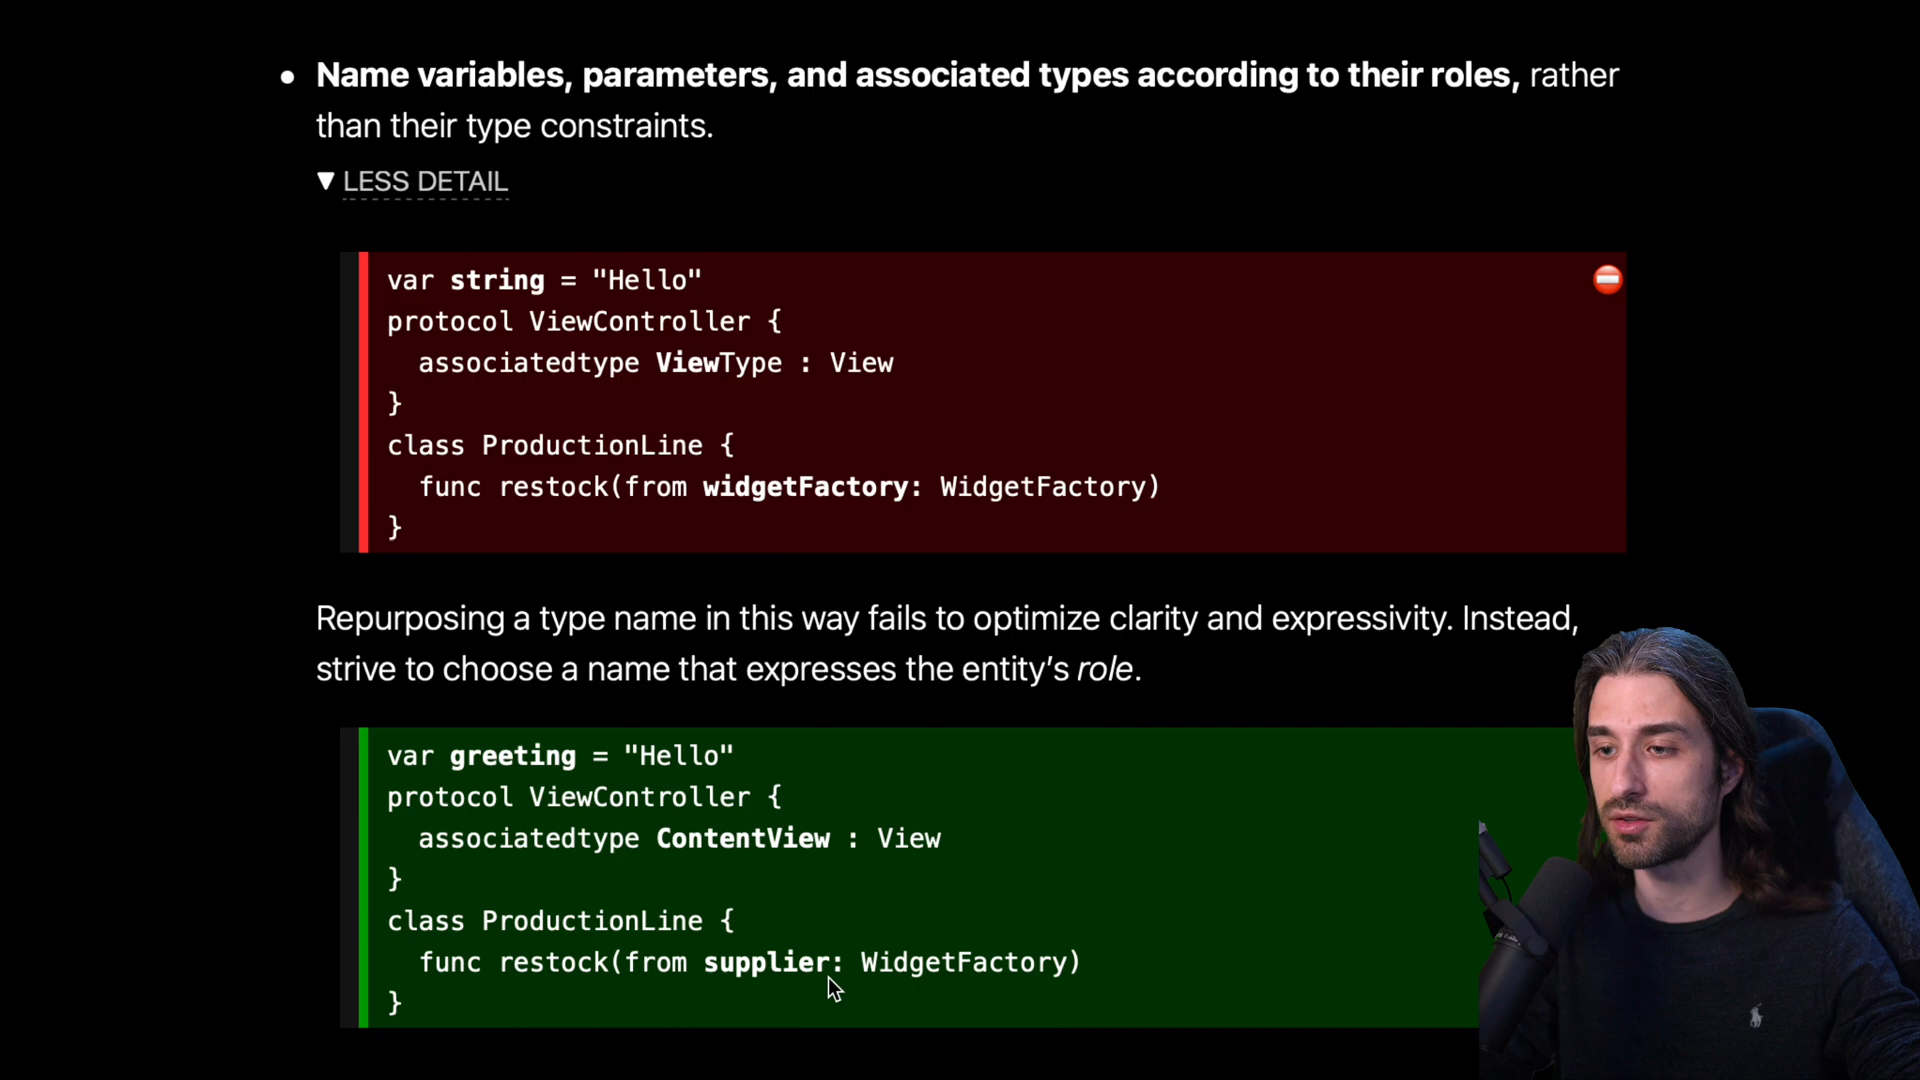 • Name variables, parameters, and associated types according to their roles, rather
than their type constraints.
▼ LESS DETAIL
var string = "Hello"
protocol ViewController {
  associatedtype ViewType : View
}
class ProductionLine {
  func restock(from widgetFactory: WidgetFactory)
}
Repurposing a type name in this way fails to optimize clarity and expressivity. Instead,
strive to choose a name that expresses the entity’s role.
var greeting = "Hello"
protocol ViewController {
  associatedtype ContentView : View
}
class ProductionLine {
  func restock(from supplier: WidgetFactory)
}